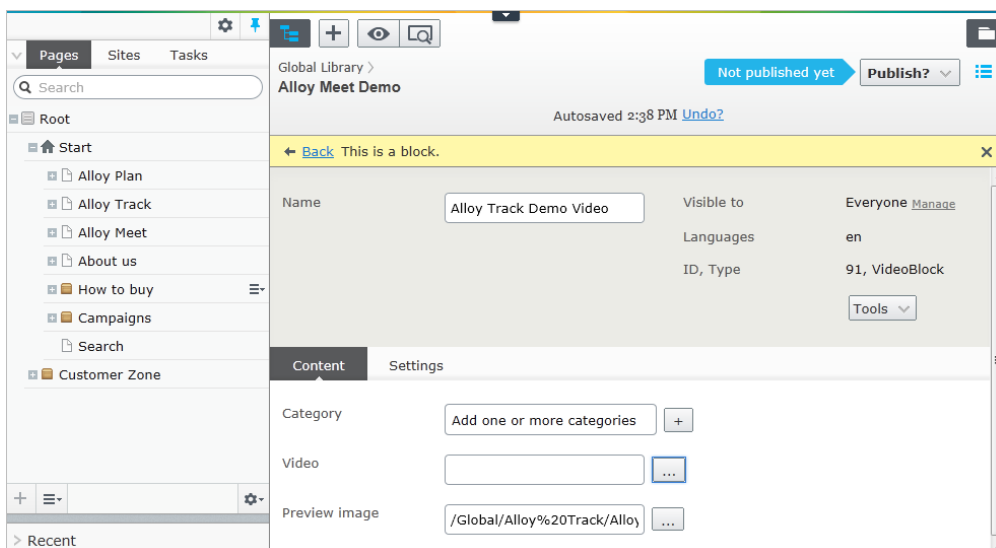 Pages Sites Tasks
Search
Root
Start
Alloy Plan
Alloy Track
Alloy Meet
About us
How to buy
Campaigns
Search
Customer Zone
> Recent
Global Library >
Alloy Meet Demo
Not published yet
Publish?
Autosaved 2:38 PM Undo?
Back This is a block.
Name Alloy Track Demo Video
Visible to Everyone Manage
Languages en
ID, Type 91, VideoBlock
Tools
Content Settings
Category Add one or more categories +
Video ...
Preview image /Global/Alloy%20Track/Alloy ...